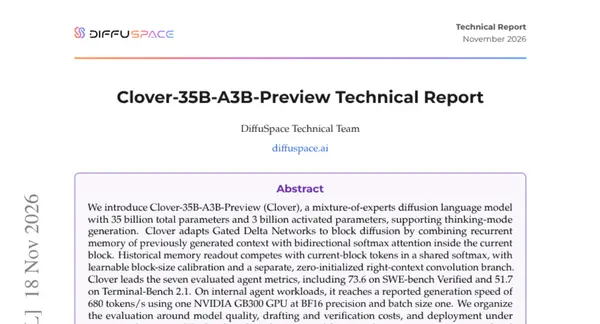 DIFFUSPACE
Technical Report
November 2026
Clover-35B-A3B-Preview Technical Report
DiffuSpace Technical Team
diffuspace.ai
Abstract
We introduce Clover-35B-A3B-Preview (Clover), a mixture-of-experts diffusion language model
with 35 billion total parameters and 3 billion activated parameters, supporting thinking-mode
generation. Clover adapts Gated Delta Networks to block diffusion by combining recurrent
memory of previously generated context with bidirectional softmax attention inside the current
block. Historical memory readout competes with current-block tokens in a shared softmax, with
learnable block-size calibration and a separate, zero-initialized right-context convolution branch.
Clover leads the seven evaluated agent metrics, including 73.6 on SWE-bench Verified and 51.7
on Terminal-Bench 2.1. On internal agent workloads, it reaches a reported generation speed of
680 tokens/s using one NVIDIA GB300 GPU at BF16 precision and batch size one. We organize
the evaluation around model quality, drafting and verification costs, and deployment under
18 Nov 2026